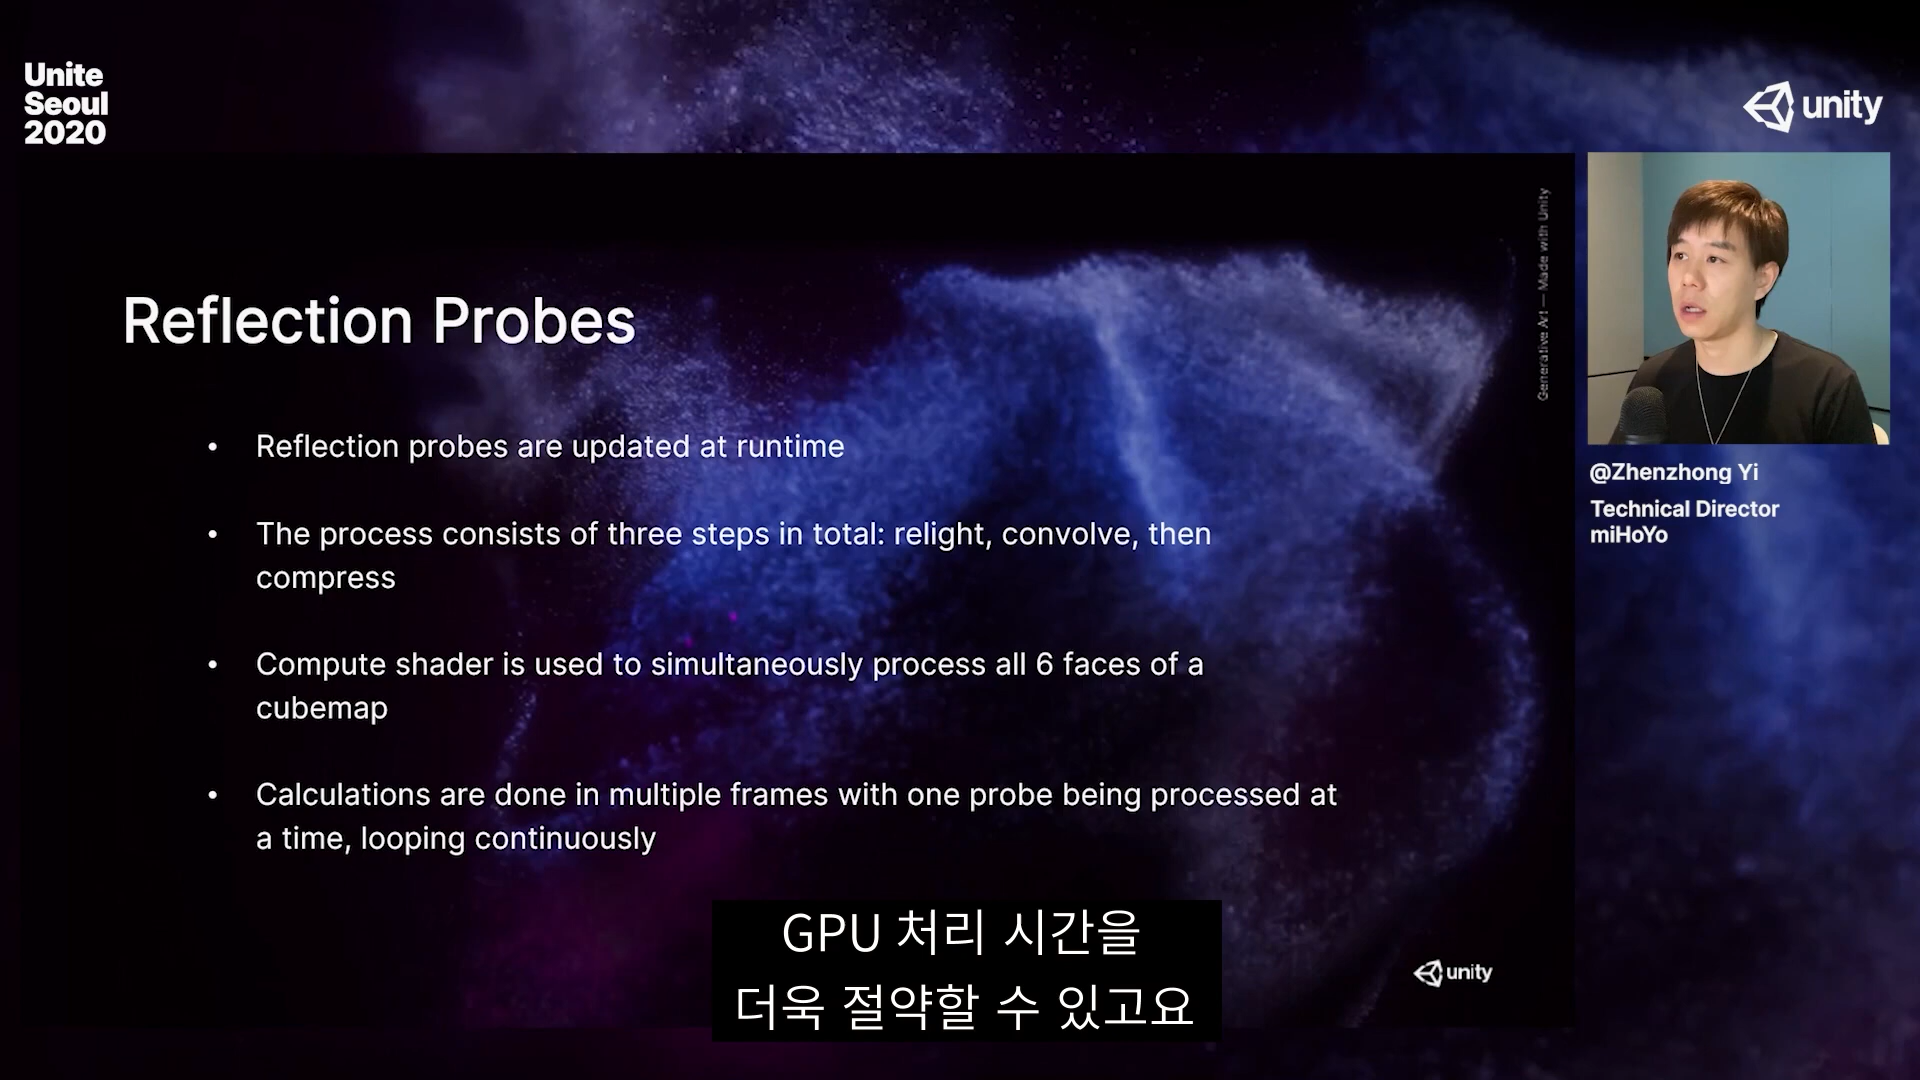 Unite
Seoul
2020
unity
Generative Art — Made with Unity
Reflection Probes
• Reflection probes are updated at runtime
• The process consists of three steps in total: relight, convolve, then
compress
• Compute shader is used to simultaneously process all 6 faces of a
cubemap
• Calculations are done in multiple frames with one probe being processed at
a time, looping continuously
@Zhenzhong Yi
Technical Director
miHoYo
unity
GPU 처리 시간을
더욱 절약할 수 있고요